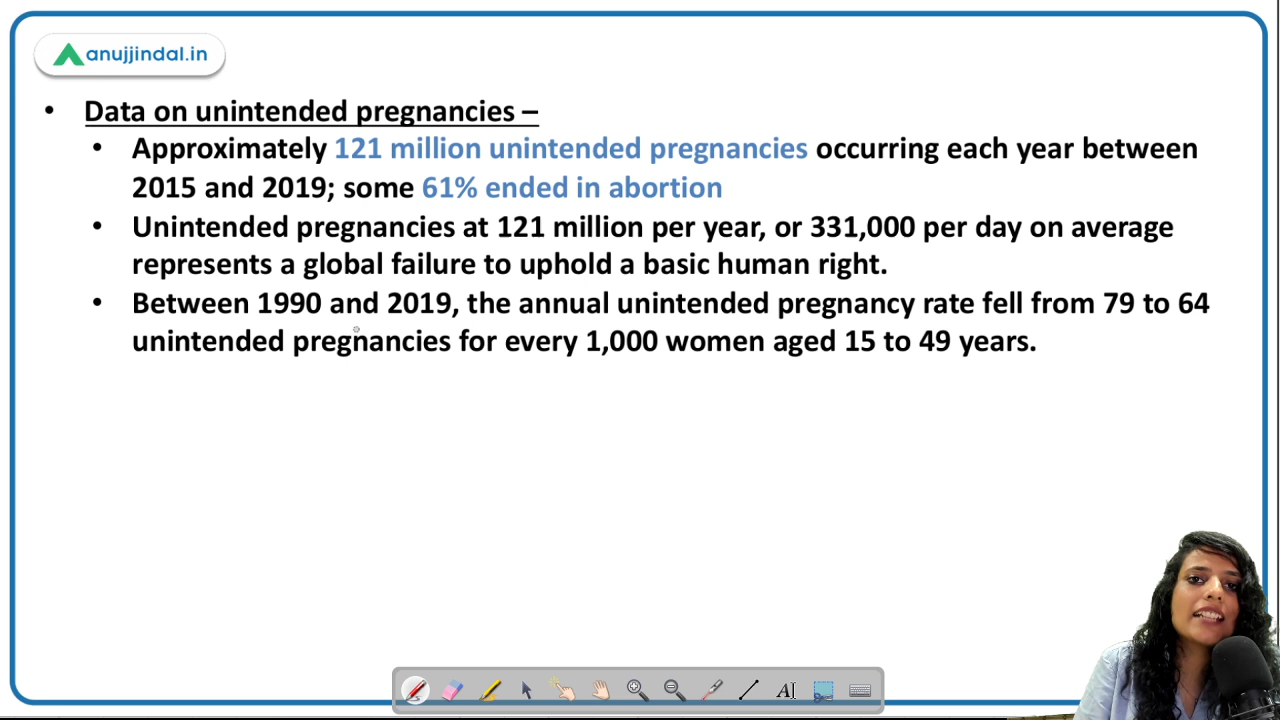 anujjindal.in
• Data on unintended pregnancies –
• Approximately 121 million unintended pregnancies occurring each year between
2015 and 2019; some 61% ended in abortion
• Unintended pregnancies at 121 million per year, or 331,000 per day on average
represents a global failure to uphold a basic human right.
• Between 1990 and 2019, the annual unintended pregnancy rate fell from 79 to 64
unintended pregnancies for every 1,000 women aged 15 to 49 years.
A